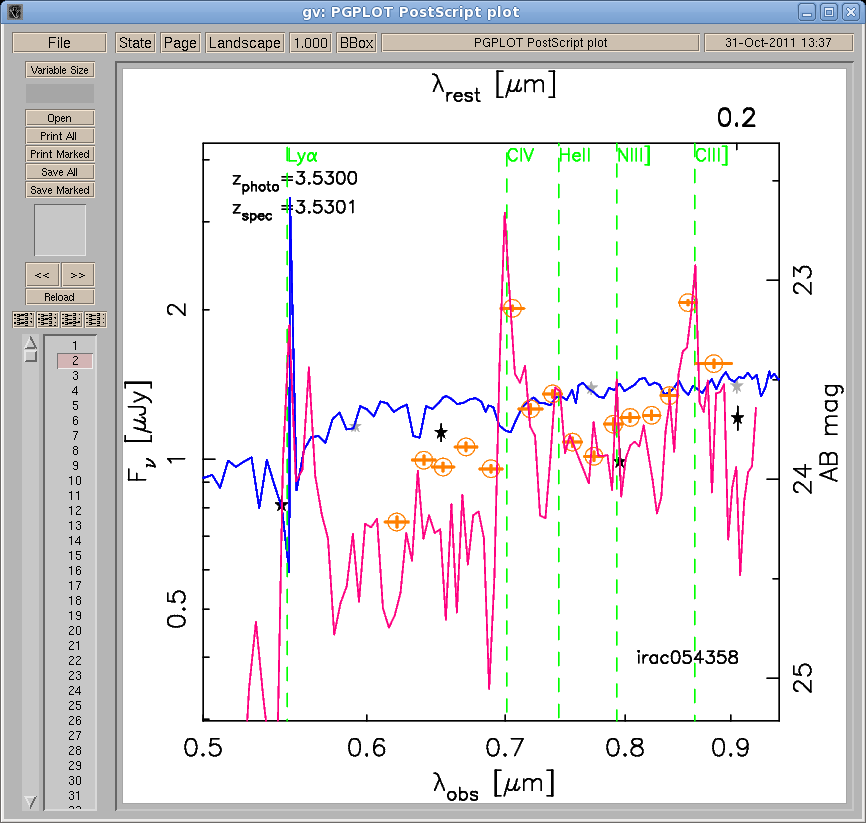 gv: PGPLOT PostScript plot
File State Page Landscape 1.000 BBox PGPLOT PostScript plot 31-Oct-2011 13:37
Variable Size
Open
Print All
Print Marked
Save All
Save Marked
<< >>
Reload
1
2
3
4
5
6
7
8
9
10
11
12
13
14
15
16
17
18
19
20
21
22
23
24
25
26
27
28
29
30
31
λrest [μm]
0.2
Lyα CIV HeII NIII] CIII]
zphoto=3.5300
zspec =3.5301
Fν [μJy]
2
1
0.5
23
24
25
AB mag
irac054358
0.5 0.6 0.7 0.8 0.9
λobs [μm]